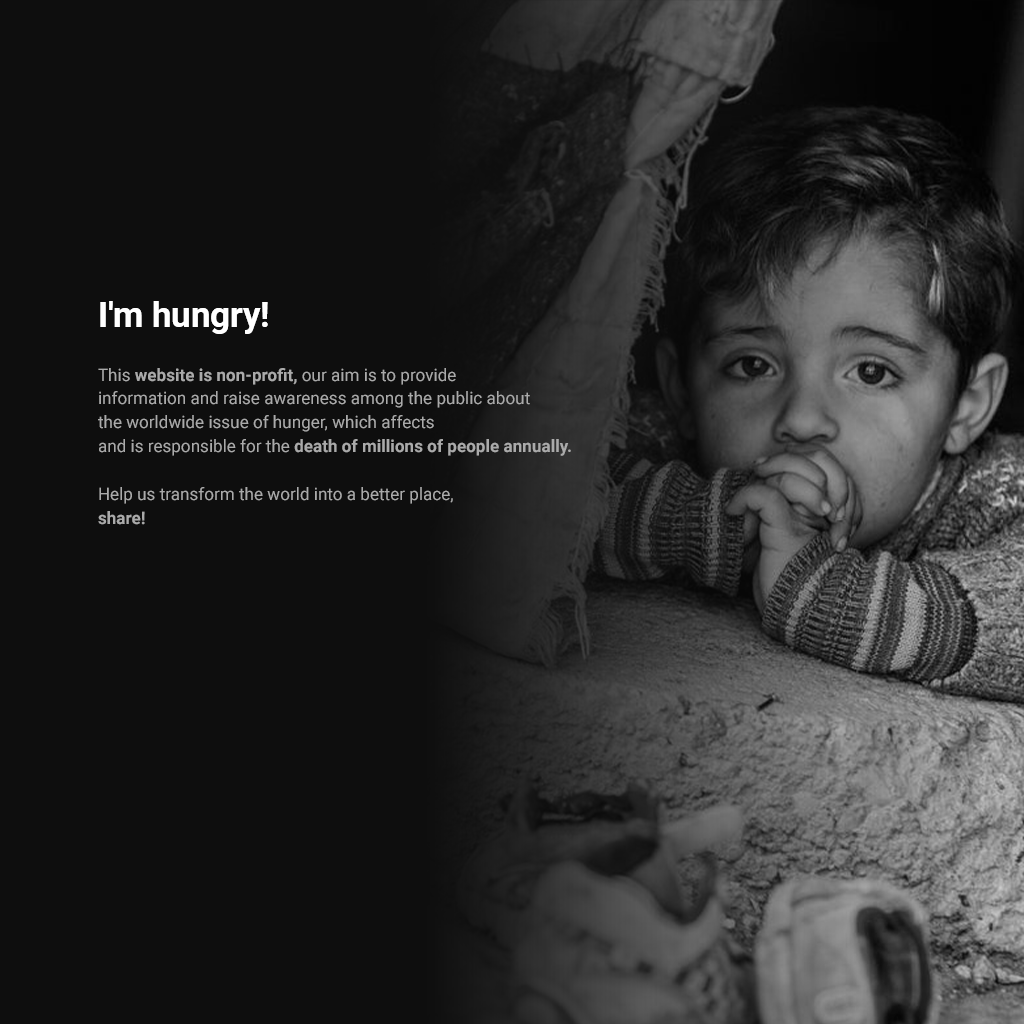 I'm hungry!
This website is non-profit, our aim is to provide
information and raise awareness among the public about
the worldwide issue of hunger, which affects
and is responsible for the death of millions of people annually.
Help us transform the world into a better place,
share!